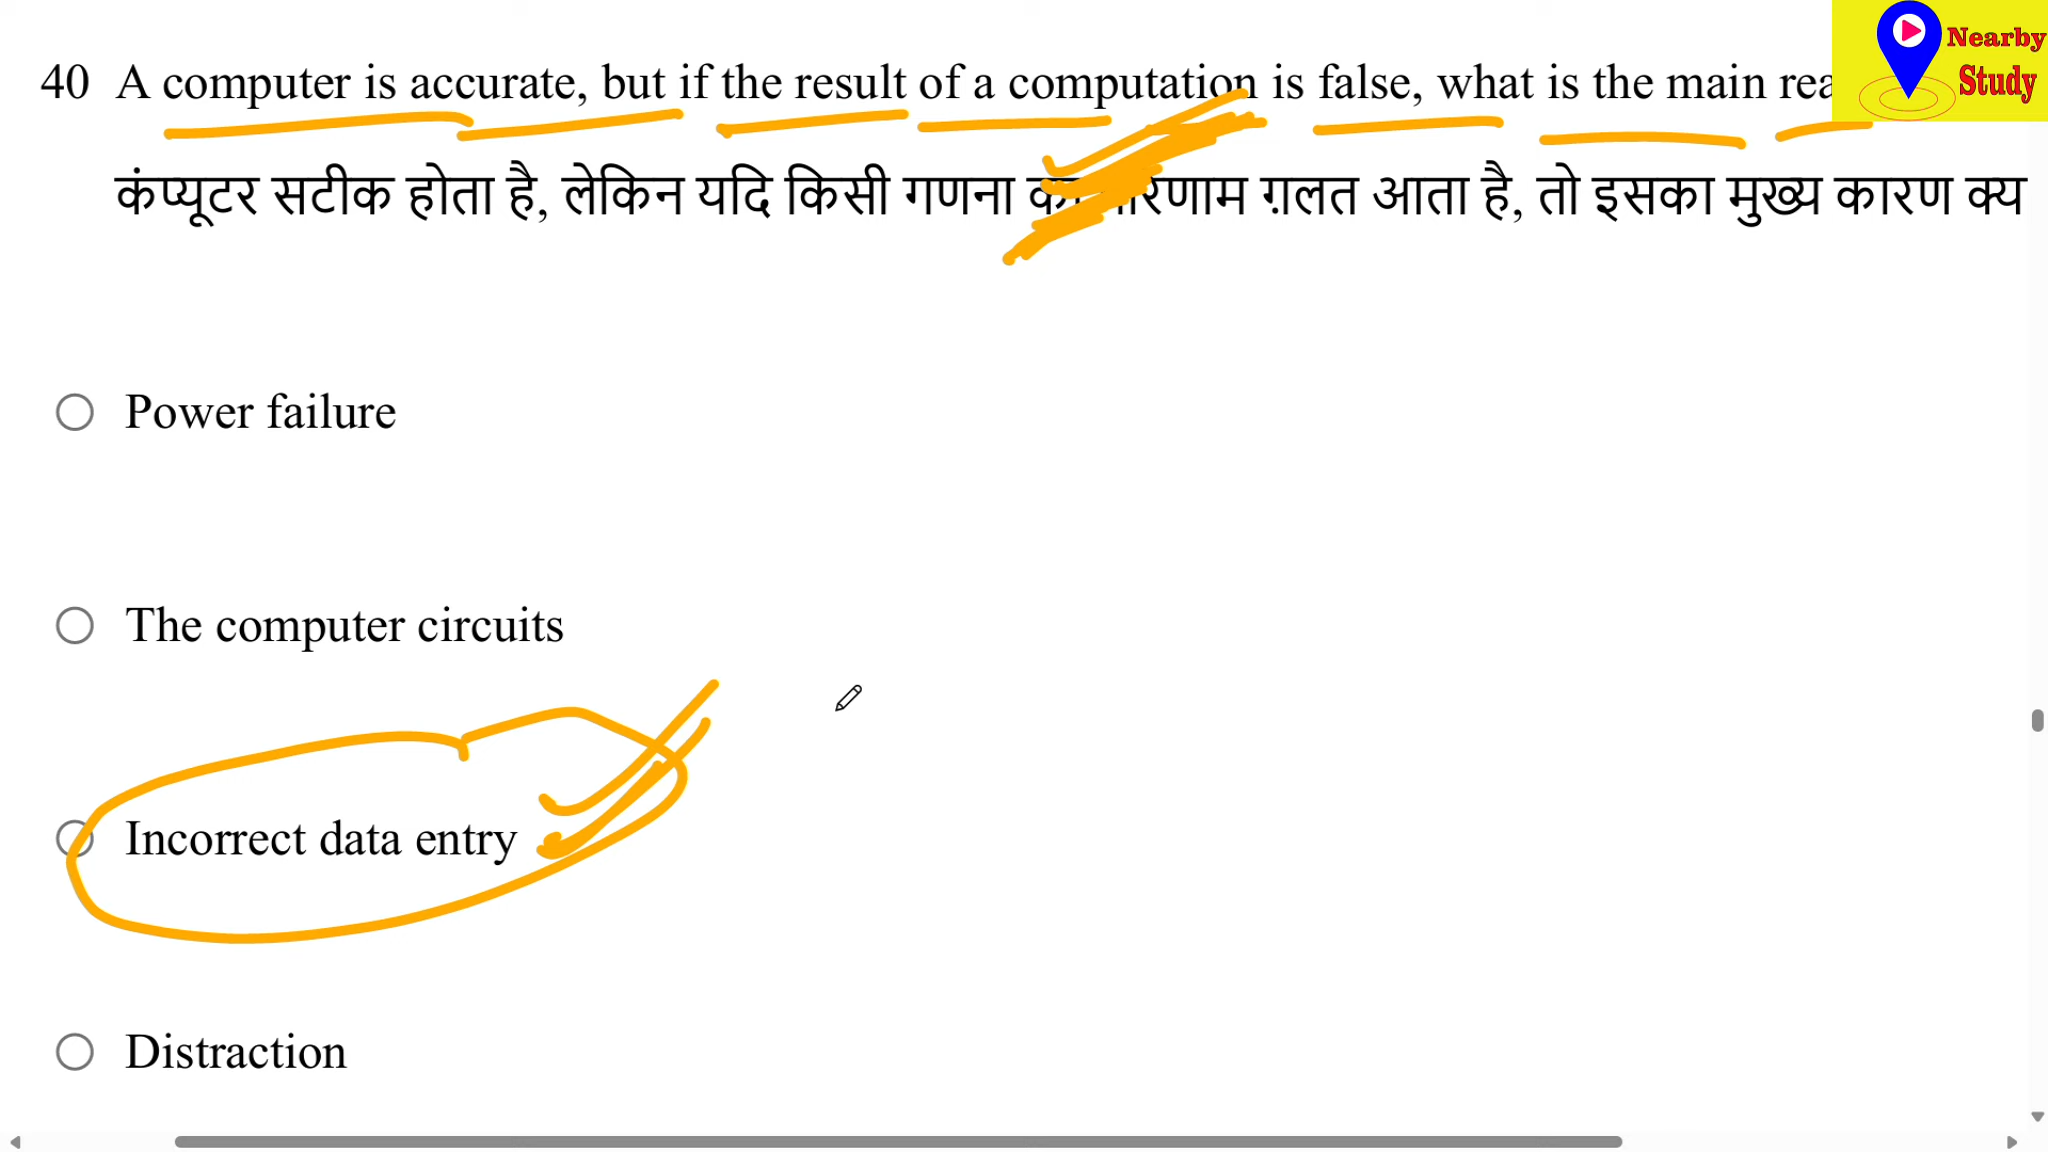 40 A computer is accurate, but if the result of a computation is false, what is the main rea
Nearby
Study
कंप्यूटर सटीक होता है, लेकिन यदि किसी गणना ग़लत आता है, तो इसका मुख्य कारण क्य
Power failure
The computer circuits
Incorrect data entry
Distraction